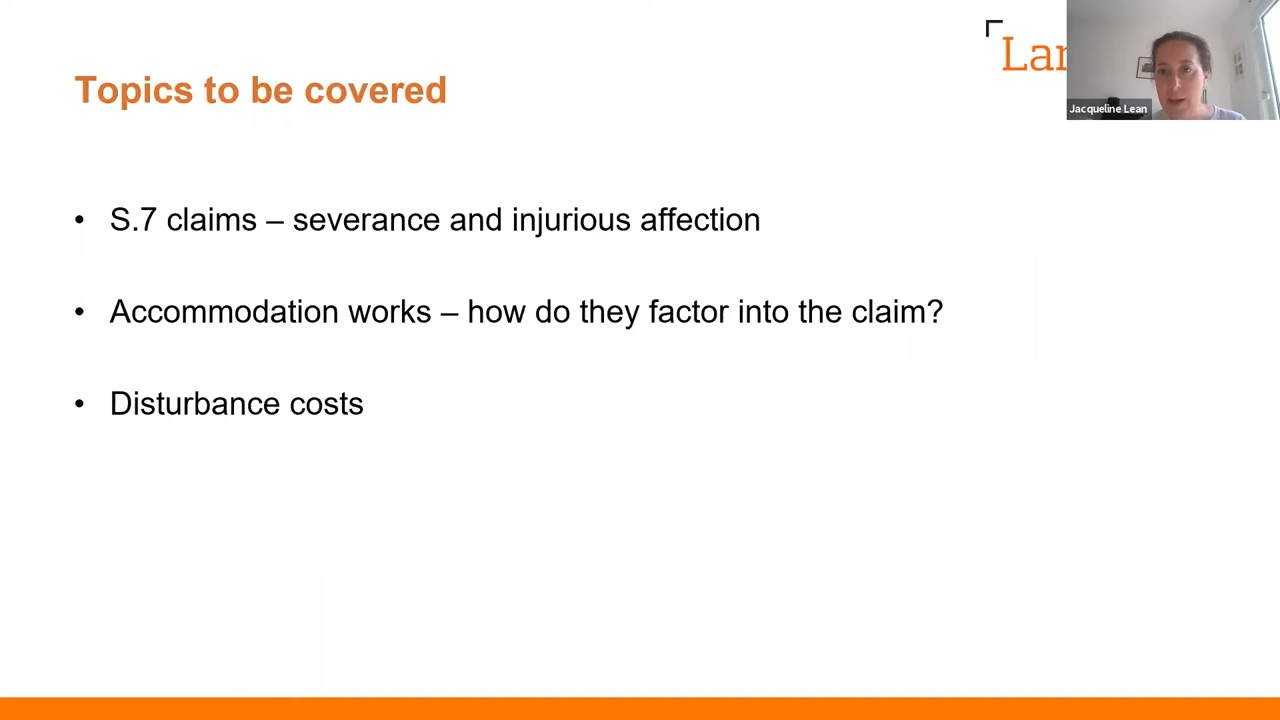 Topics to be covered
Jacqueline Lean
• S.7 claims – severance and injurious affection
• Accommodation works – how do they factor into the claim?
• Disturbance costs